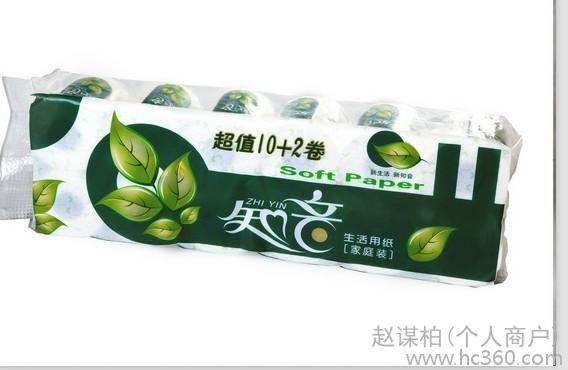 超值10+2卷
Soft Paper
新生活 新知音
ZHI YIN
知音
生活用纸
[家庭装]
赵谋柏(个人商户)
www.hc360.com